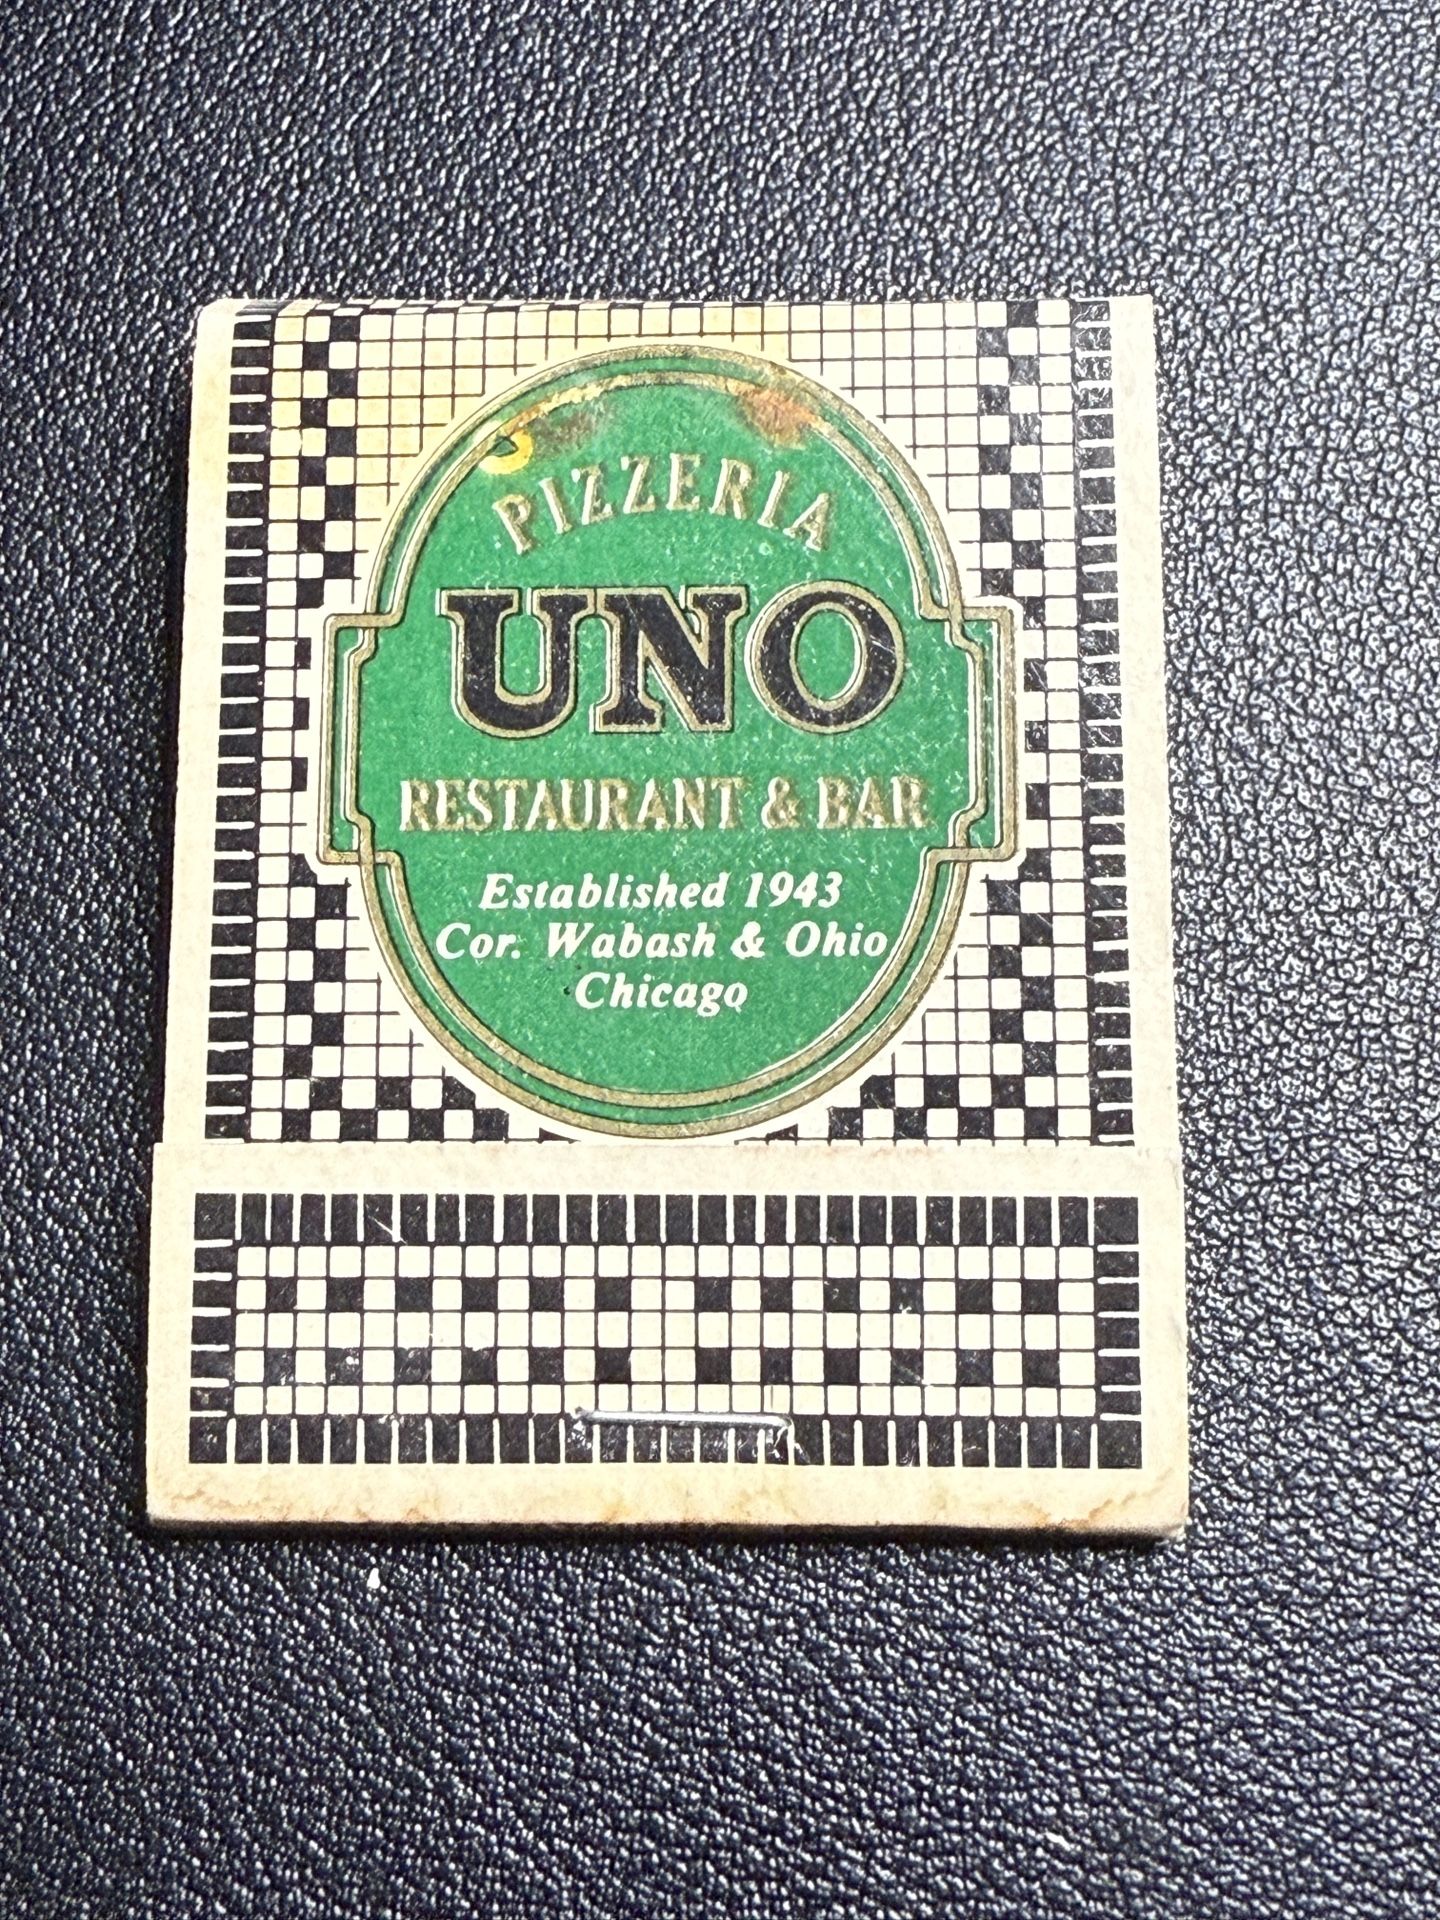 PIZZERIA
UNO
RESTAURANT & BAR
Established 1943
Cor. Wabash & Ohio
Chicago